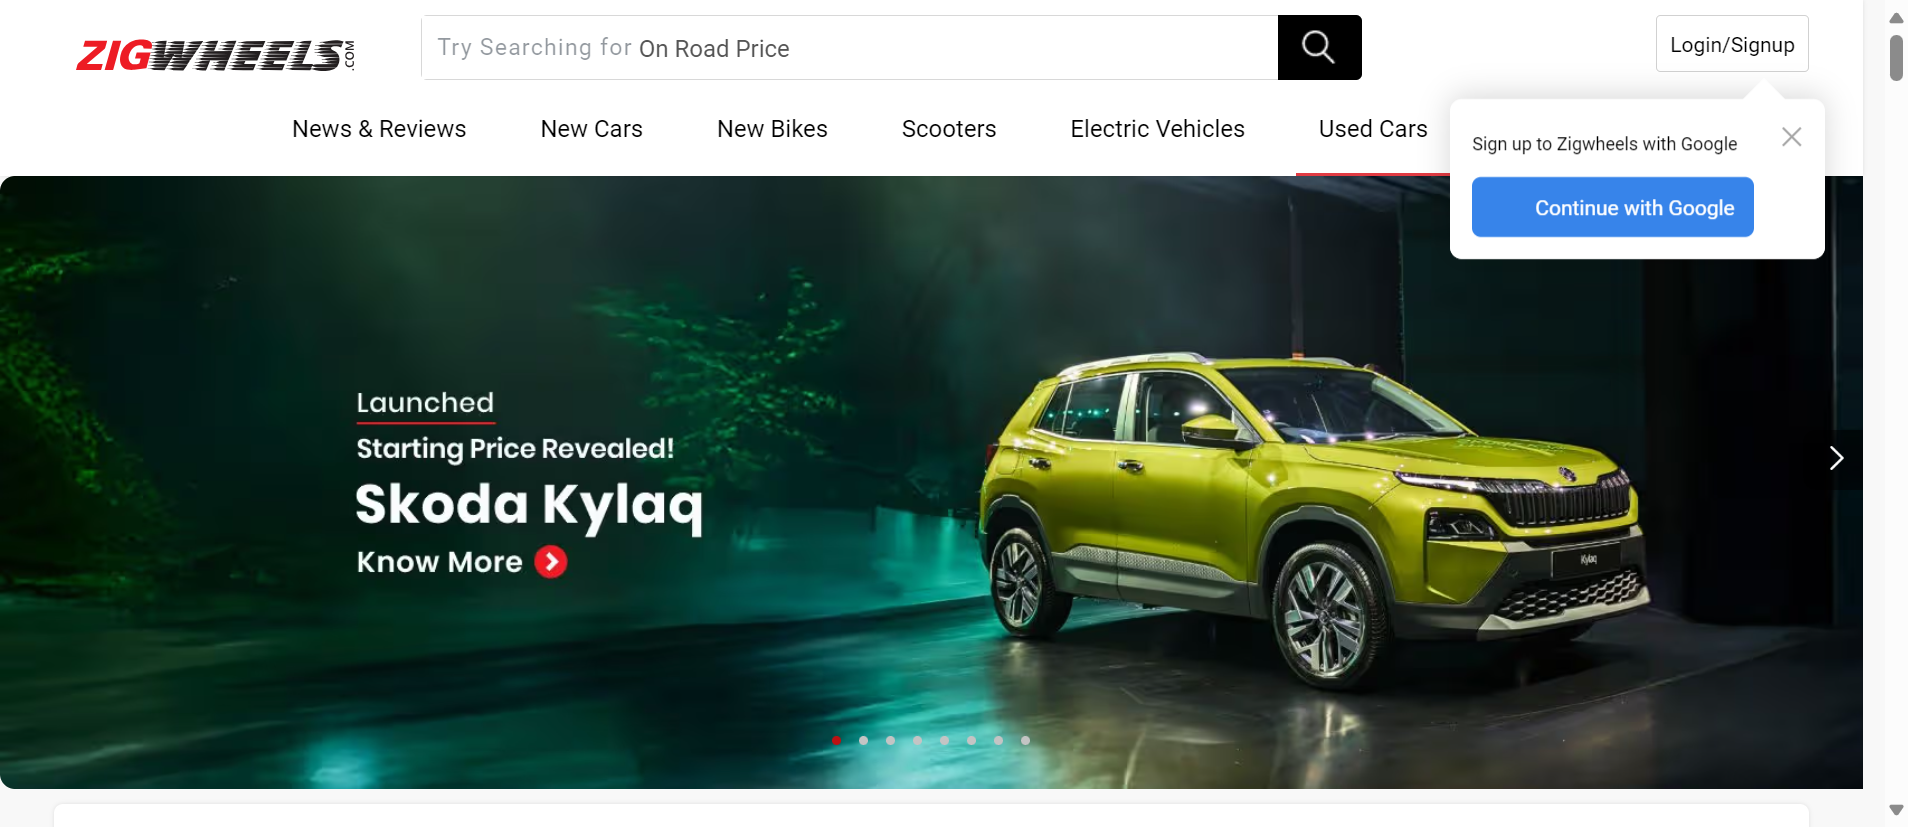 ZIGWHEELS.COM
Try Searching for On Road Price
Login/Signup
News & Reviews
New Cars
New Bikes
Scooters
Electric Vehicles
Used Cars
Sign up to Zigwheels with Google
Continue with Google
Launched
Starting Price Revealed!
Skoda Kylaq
Know More
Kylaq